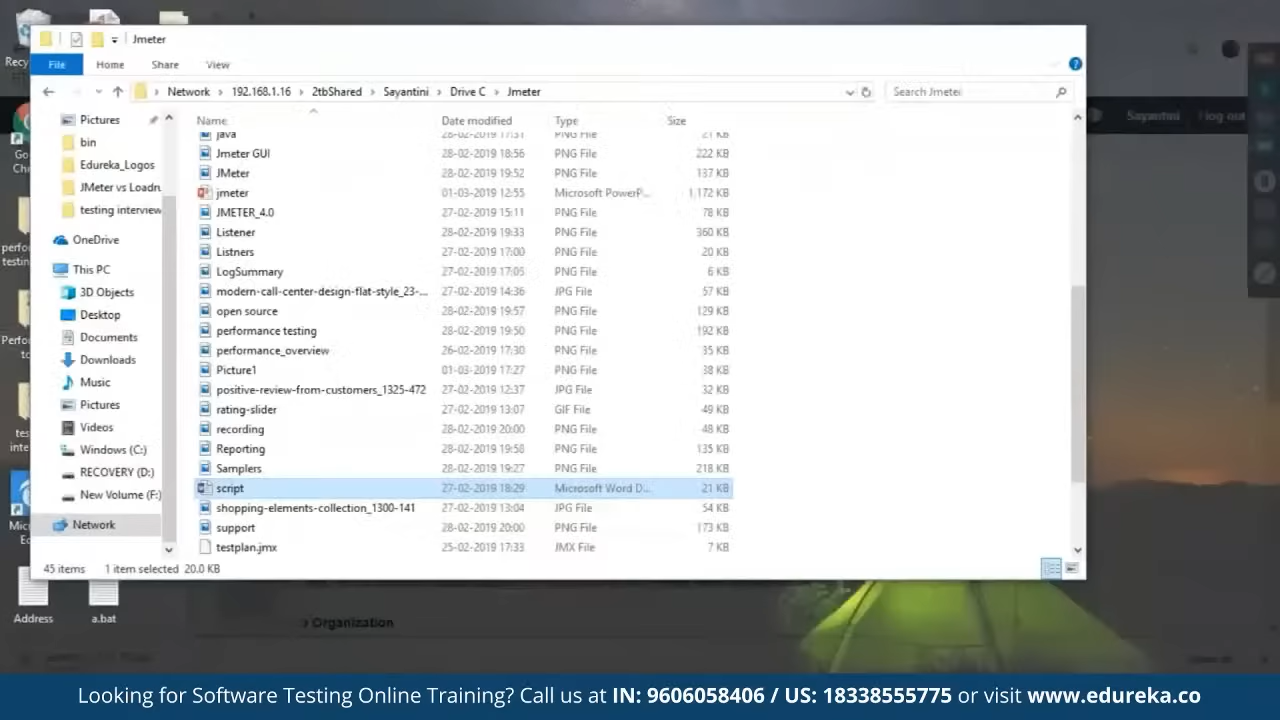 Jmeter
File Home Share View
Network › 192.168.1.16 › 2tbShared › Sayantini › Drive C › Jmeter
Search Jmeter
Sayantini
Name Date modified Type Size
java 28-02-2019 17:31 PNG File 21 KB
Jmeter GUI 28-02-2019 18:56 PNG File 222 KB
JMeter 28-02-2019 19:52 PNG File 137 KB
jmeter 01-03-2019 12:55 Microsoft PowerP... 1,172 KB
JMETER_4.0 27-02-2019 15:11 PNG File 78 KB
Listener 28-02-2019 19:33 PNG File 360 KB
Listners 27-02-2019 17:00 PNG File 20 KB
LogSummary 27-02-2019 17:05 PNG File 6 KB
modern-call-center-design-flat-style_23-... 27-02-2019 14:36 JPG File 57 KB
open source 28-02-2019 19:57 PNG File 129 KB
performance testing 28-02-2019 19:50 PNG File 192 KB
performance_overview 26-02-2019 17:30 PNG File 35 KB
Picture1 01-03-2019 17:27 PNG File 38 KB
positive-review-from-customers_1325-472 27-02-2019 12:37 JPG File 32 KB
rating-slider 27-02-2019 13:07 GIF File 49 KB
recording 28-02-2019 20:00 PNG File 48 KB
Reporting 28-02-2019 19:58 PNG File 135 KB
Samplers 28-02-2019 19:27 PNG File 218 KB
script 27-02-2019 18:29 Microsoft Word D... 21 KB
shopping-elements-collection_1300-141 27-02-2019 13:04 JPG File 54 KB
support 28-02-2019 20:00 PNG File 173 KB
testplan.jmx 25-02-2019 17:33 JMX File 7 KB
Pictures
bin
Edureka_Logos
JMeter vs Loadru
testing interview
OneDrive
This PC
3D Objects
Desktop
Documents
Downloads
Music
Pictures
Videos
Windows (C:)
RECOVERY (D:)
New Volume (F:)
Network
45 items 1 item selected 20.0 KB
Address
a.bat
› Organization
Looking for Software Testing Online Training? Call us at IN: 9606058406 / US: 18338555775 or visit www.edureka.co